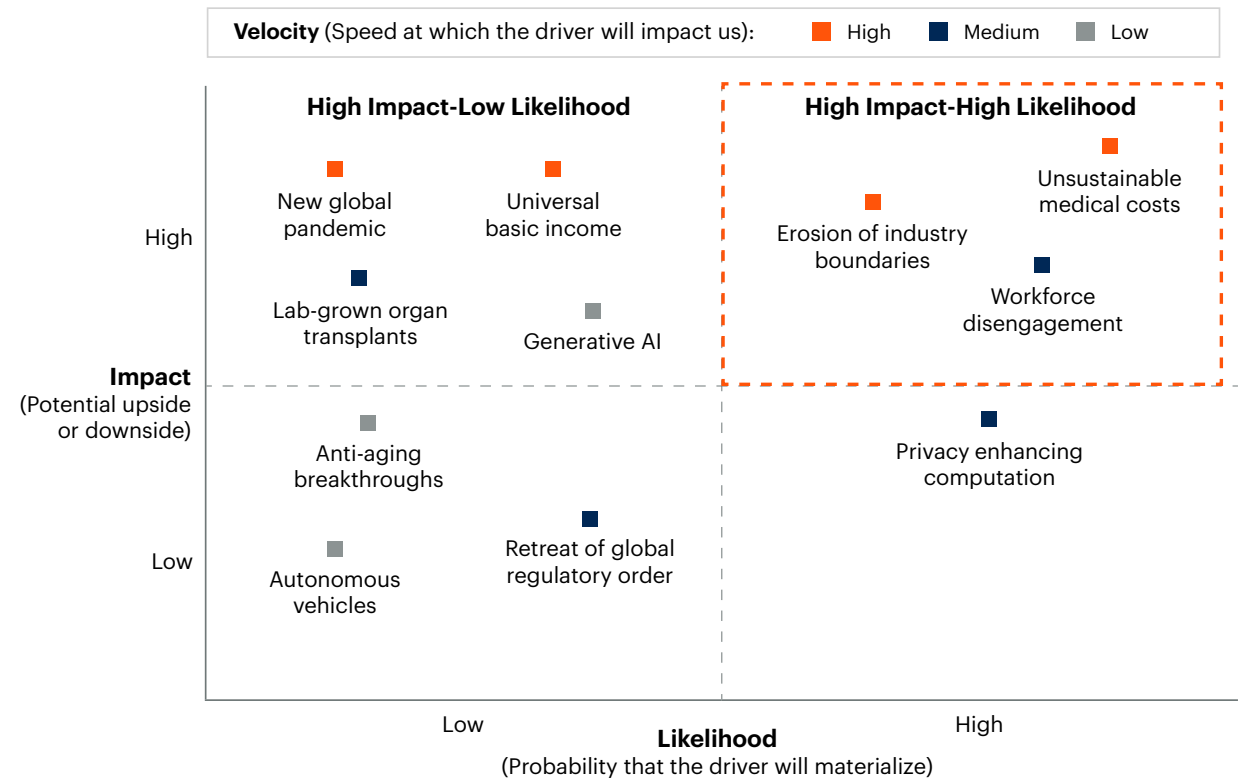 Velocity (Speed at which the driver will impact us):
High
Medium
Low
High Impact-Low Likelihood
High Impact-High Likelihood
New global
pandemic
Universal
basic income
Unsustainable
medical costs
Erosion of industry
boundaries
High
Lab-grown organ
transplants
Generative AI
Workforce
disengagement
Impact
(Potential upside
or downside)
Anti-aging
breakthroughs
Privacy enhancing
computation
Low
Autonomous
vehicles
Retreat of global
regulatory order
Low
High
Likelihood
(Probability that the driver will materialize)